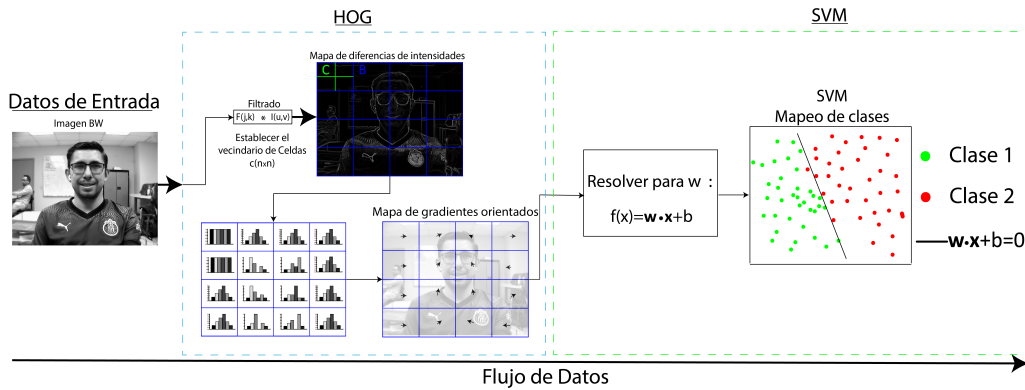 HOG
SVM
Datos de Entrada
Imagen BW
Filtrado
F(j,k) * I(u,v)
Establecer el
vecindario de Celdas
c(nxn)
Mapa de diferencias de intensidades
C B
Mapa de gradientes orientados
Resolver para w :
f(x)=w·x+b
SVM
Mapeo de clases
Clase 1
Clase 2
w·x+b=0
Flujo de Datos